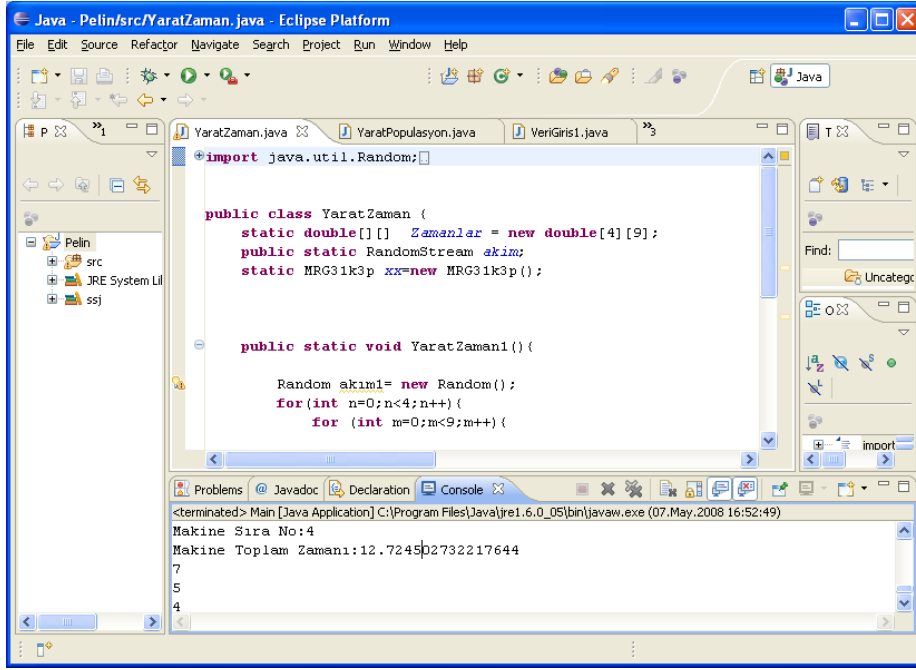 Java - Pelin/src/YaratZaman.java - Eclipse Platform
File Edit Source Refactor Navigate Search Project Run Window Help
Java
P
»1
YaratZaman.java
YaratPopulasyon.java
VeriGiris1.java
»3
T
import java.util.Random;
public class YaratZaman {
static double[][] Zamanlar = new double[4][9];
public static RandomStream akim;
static MRG31k3p xx=new MRG31k3p();
public static void YaratZaman1(){
Random akım1= new Random();
for(int n=0;n<4;n++){
for (int m=0;m<9;m++){
Pelin
src
JRE System Li
ssj
Find:
Uncatego
O
import
Problems @ Javadoc Declaration Console
<terminated> Main [Java Application] C:\Program Files\Java\jre1.6.0_05\bin\javaw.exe (07.May.2008 16:52:49)
Makine Sıra No:4
Makine Toplam Zamanı:12.724502732217644
7
5
4